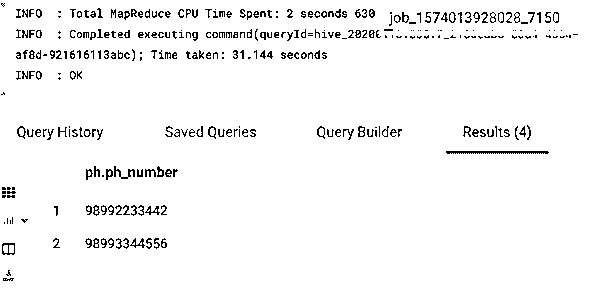 INFO : Total MapReduce CPU Time Spent: 2 seconds 630
job_1574013928028_7150
INFO : Completed executing command(queryId=hive_2020
af8d-921616113abc); Time taken: 31.144 seconds
INFO : OK
Query History Saved Queries Query Builder Results (4)
ph.ph_number
1 98992233442
2 98993344556